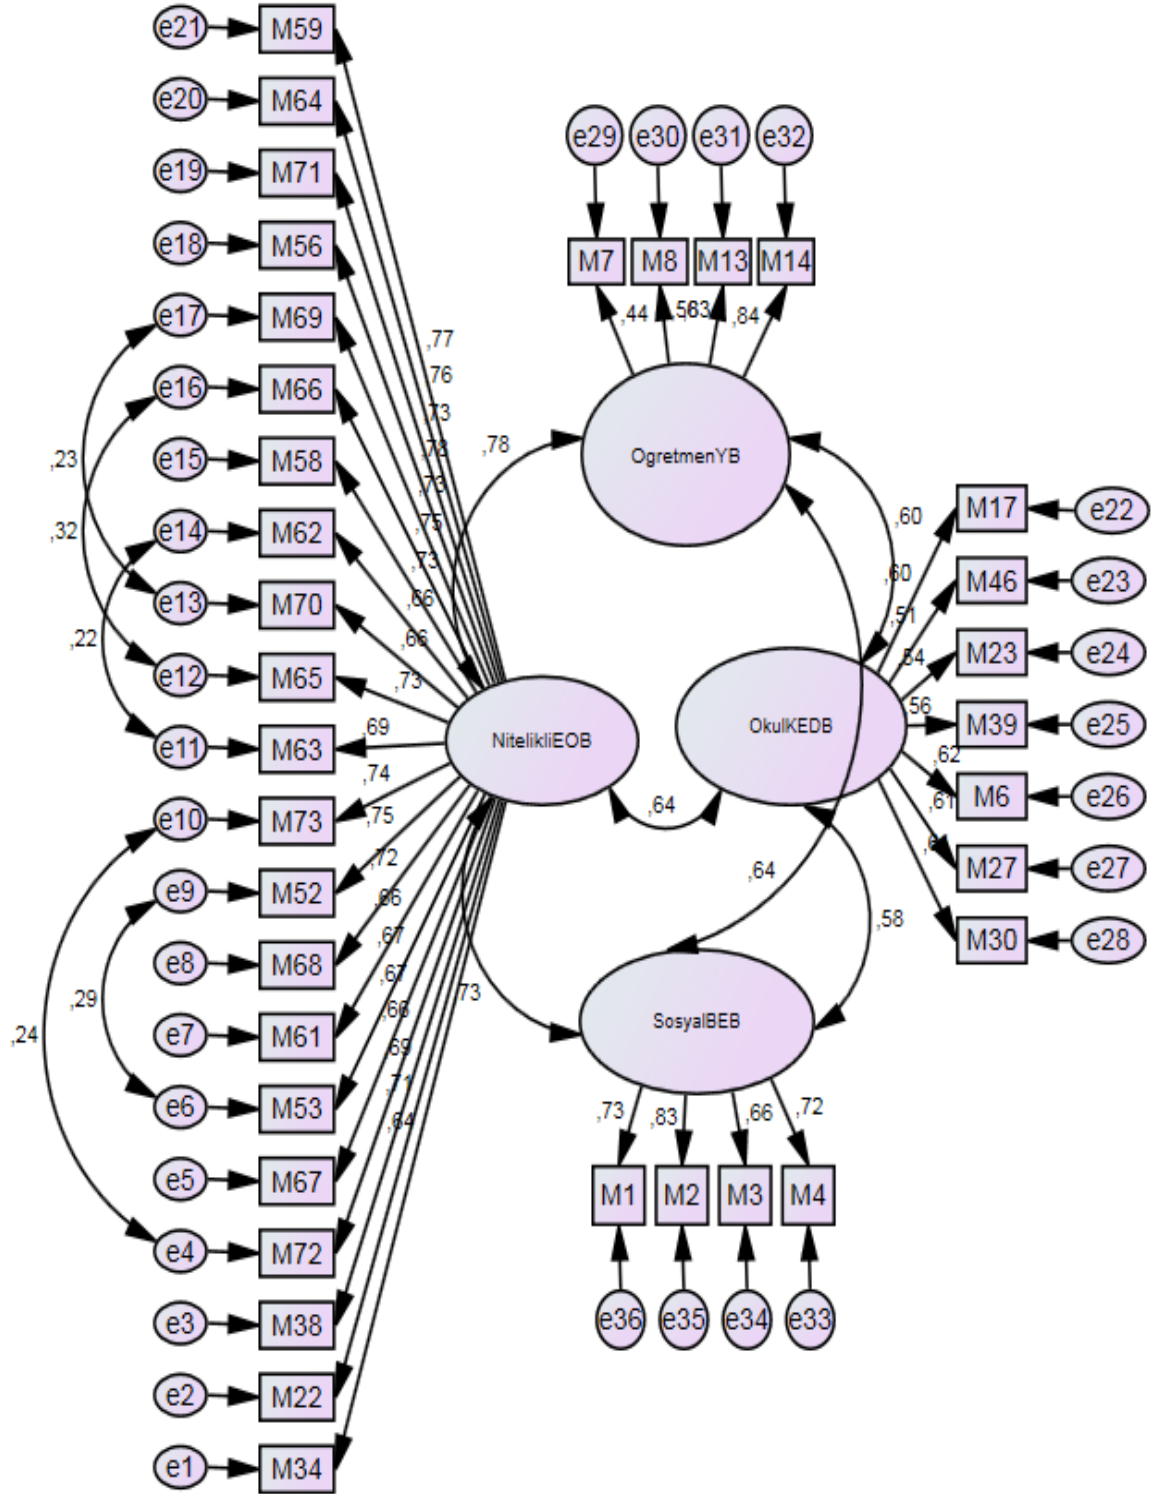 e21 M59
e20 M64
e19 M71
e18 M56
e17 M69
e16 M66
e15 M58
e14 M62
e13 M70
e12 M65
e11 M63
e10 M73
e9 M52
e8 M68
e7 M61
e6 M53
e5 M67
e4 M72
e3 M38
e2 M22
e1 M34
,23
,32
,22
,29
,24
,77
,76
,73
,78
,73
,75
,73
,66
,66
,73
,69
,74
,75
,72
,66
,67
,67
,66
,69
,71
,64
NitelikliEOB
,78
,64
,73
e29 e30 e31 e32
M7 M8 M13 M14
,44 ,84
OgretmenYB
,60
,64
OkulKEDB
,60
,51
,54
,56
,62
,61
M17 e22
M46 e23
M23 e24
M39 e25
M6 e26
M27 e27
M30 e28
,58
SosyalBEB
,73 ,83 ,66 ,72
M1 M2 M3 M4
e36 e35 e34 e33